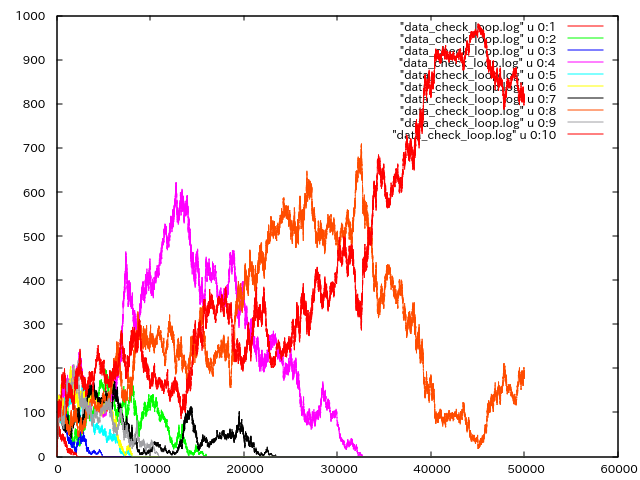 1000
900
800
700
600
500
400
300
200
100
0
"data_check_loop.log" u 0:1
"data_check_loop.log" u 0:2
"data_check_loop.log" u 0:3
"data_check_loop.log" u 0:4
"data_check_loop.log" u 0:5
"data_check_loop.log" u 0:6
"data_check_loop.log" u 0:7
"data_check_loop.log" u 0:8
"data_check_loop.log" u 0:9
"data_check_loop.log" u 0:10
0 10000 20000 30000 40000 50000 60000